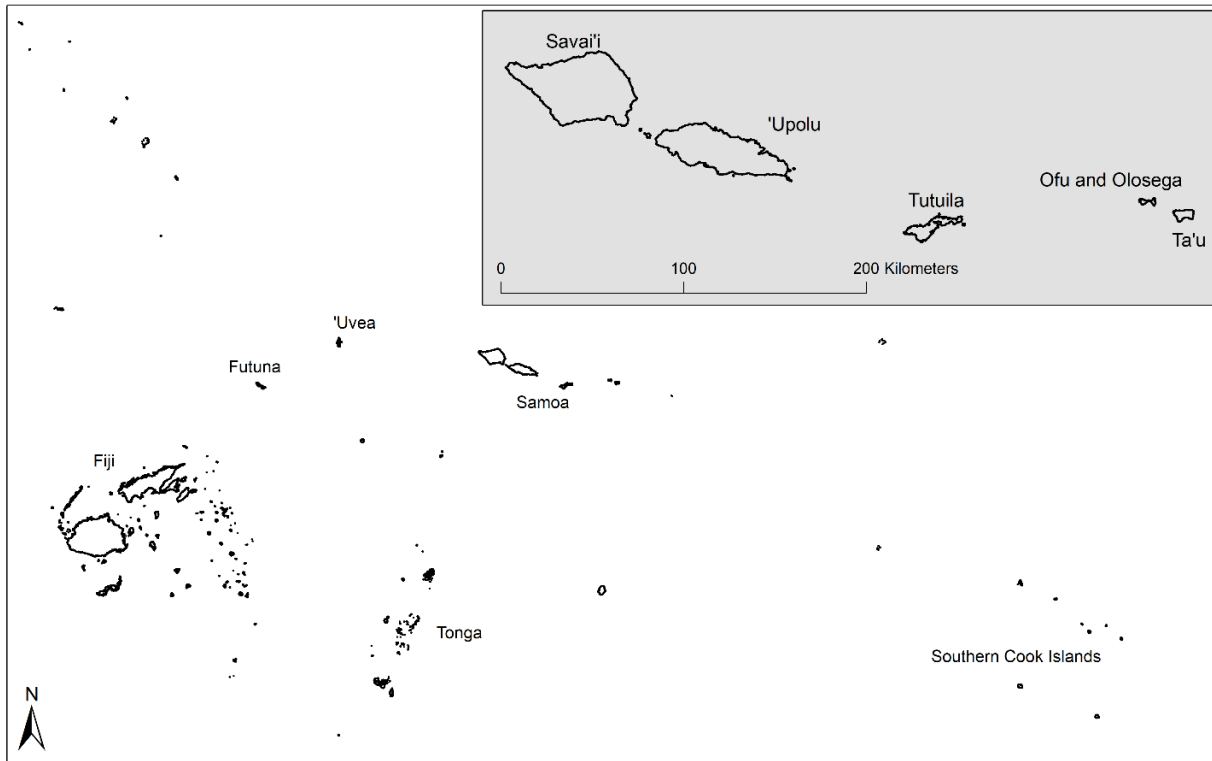 Savai'i
'Upolu
Ofu and Olosega
Tutuila
Ta'u
0 100 200 Kilometers
'Uvea
Futuna
Samoa
Fiji
Tonga
Southern Cook Islands
N